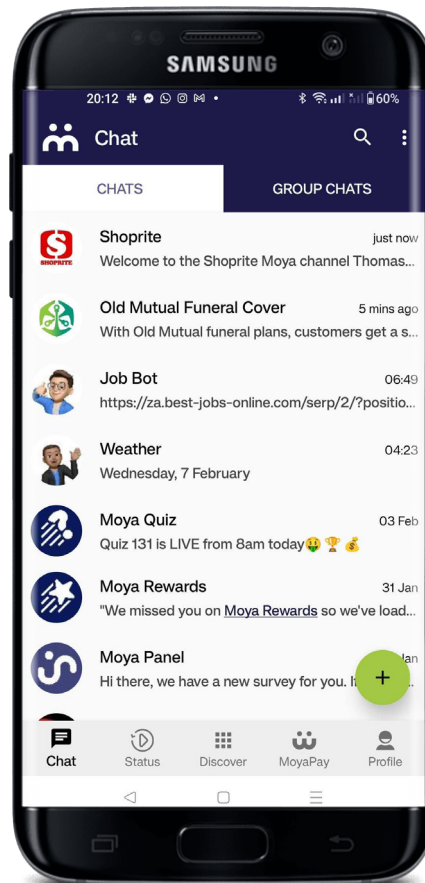 SAMSUNG
20:12 60%
Chat
CHATS GROUP CHATS
SHOPRITE
Shoprite just now
Welcome to the Shoprite Moya channel Thomas...
Old Mutual Funeral Cover 5 mins ago
With Old Mutual funeral plans, customers get a s...
Job Bot 06:49
https://za.best-jobs-online.com/serp/2/?positio...
Weather 04:23
Wednesday, 7 February
Moya Quiz 03 Feb
Quiz 131 is LIVE from 8am today🤑🏆💰
Moya Rewards 31 Jan
"We missed you on Moya Rewards so we've load...
Moya Panel
Hi there, we have a new survey for you.
Chat Status Discover MoyaPay Profile